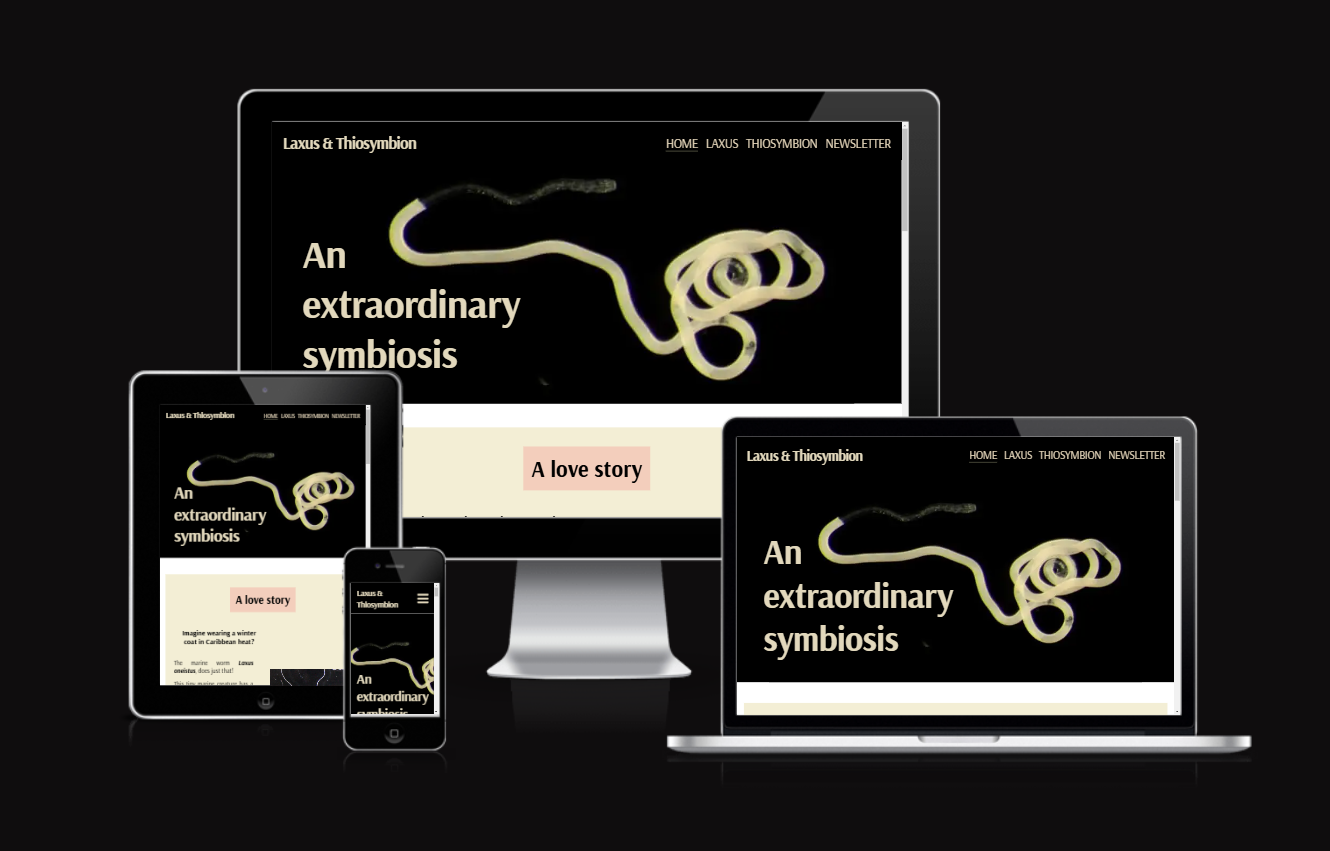 Laxus & Thiosymbion
HOME LAXUS THIOSYMBION NEWSLETTER
An
extraordinary
symbiosis
A love story
Laxus & Thiosymbion
HOME LAXUS THIOSYMBION NEWSLETTER
An
extraordinary
symbiosis
A love story
Imagine wearing a winter
coat in Caribbean heat?
The marine worm Laxus
oneistus, does just that!
This tiny marine creature has a
Laxus &
Thiosymbion
An
extraordinary
symbiosis
Laxus & Thiosymbion
HOME LAXUS THIOSYMBION NEWSLETTER
An
extraordinary
symbiosis